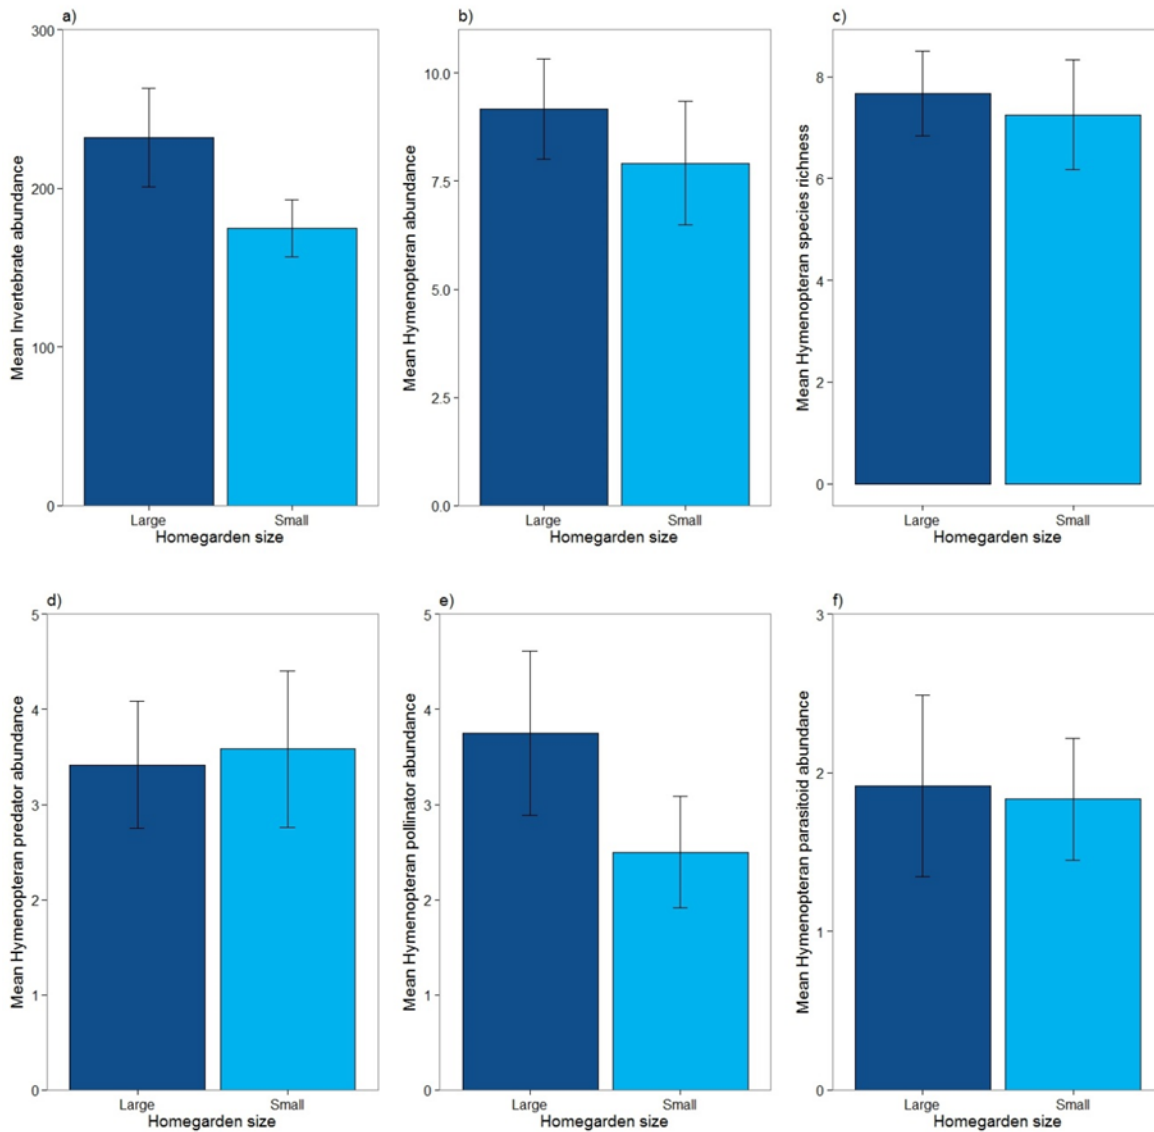 a)
Mean Invertebrate abundance
300
200
100
0
Large Small
Homegarden size
b)
Mean Hymenopteran abundance
10.0
7.5
5.0
2.5
0.0
Large Small
Homegarden size
c)
Mean Hymenopteran species richness
8
6
4
2
0
Large Small
Homegarden size
d)
Mean Hymenopteran predator abundance
5
4
3
2
1
0
Large Small
Homegarden size
e)
Mean Hymenopteran pollinator abundance
5
4
3
2
1
0
Large Small
Homegarden size
f)
Mean Hymenopteran parasitoid abundance
3
2
1
0
Large Small
Homegarden size